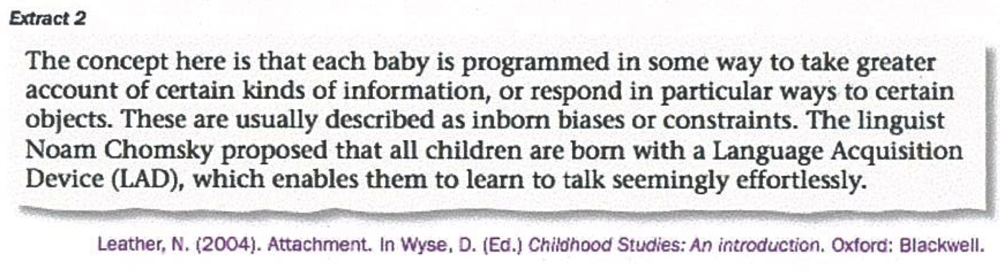 Extract 2
The concept here is that each baby is programmed in some way to take greater
account of certain kinds of information, or respond in particular ways to certain
objects. These are usually described as inborn biases or constraints. The linguist
Noam Chomsky proposed that all children are born with a Language Acquisition
Device (LAD), which enables them to learn to talk seemingly effortlessly.
Leather, N. (2004). Attachment. In Wyse, D. (Ed.) Childhood Studies: An introduction. Oxford: Blackwell.